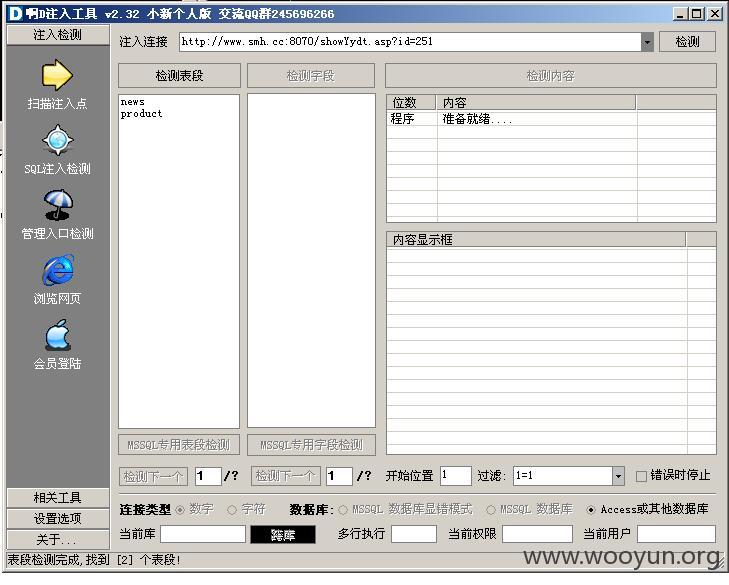 啊D注入工具 v2.32 小新个人版 交流QQ群245696266
注入检测
注入连接
http://www.smh.cc:8070/showYydt.asp?id=251
检测
扫描注入点
SQL注入检测
管理入口检测
浏览网页
会员登陆
检测表段
检测字段
检测内容
news
product
位数 内容
程序 准备就绪....
内容显示框
MSSQL专用表段检测
MSSQL专用字段检测
检测下一个 1 /?
检测下一个 1 /?
开始位置 1
过滤: 1=1
错误时停止
相关工具
设置选项
关于...
连接类型 数字 字符
数据库: MSSQL 数据库显错模式 MSSQL 数据库 Access或其他数据库
当前库
跨库
多行执行
当前权限
当前用户
表段检测完成,找到 [2] 个表段!
www.wooyun.org